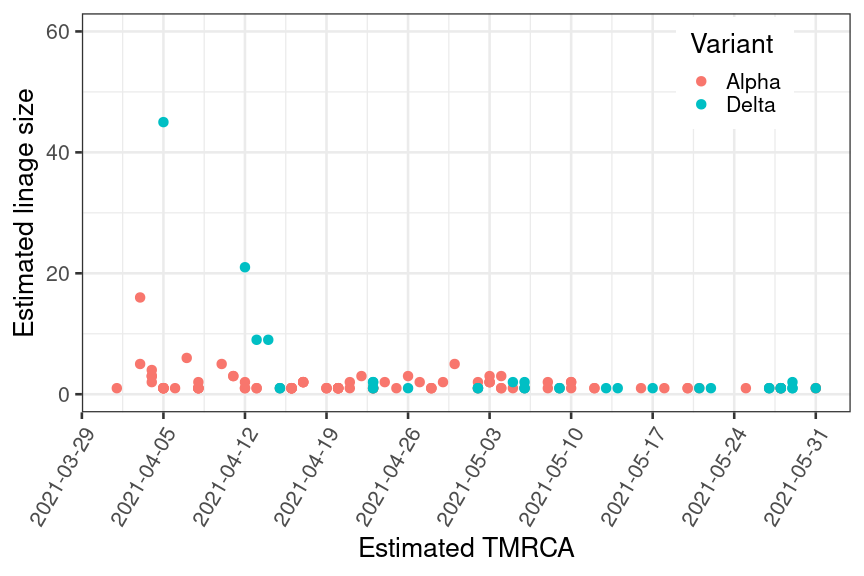 Estimated linage size
60
40
20
0
Variant
Alpha
Delta
2021-03-29
2021-04-05
2021-04-12
2021-04-19
2021-04-26
2021-05-03
2021-05-10
2021-05-17
2021-05-24
2021-05-31
Estimated TMRCA